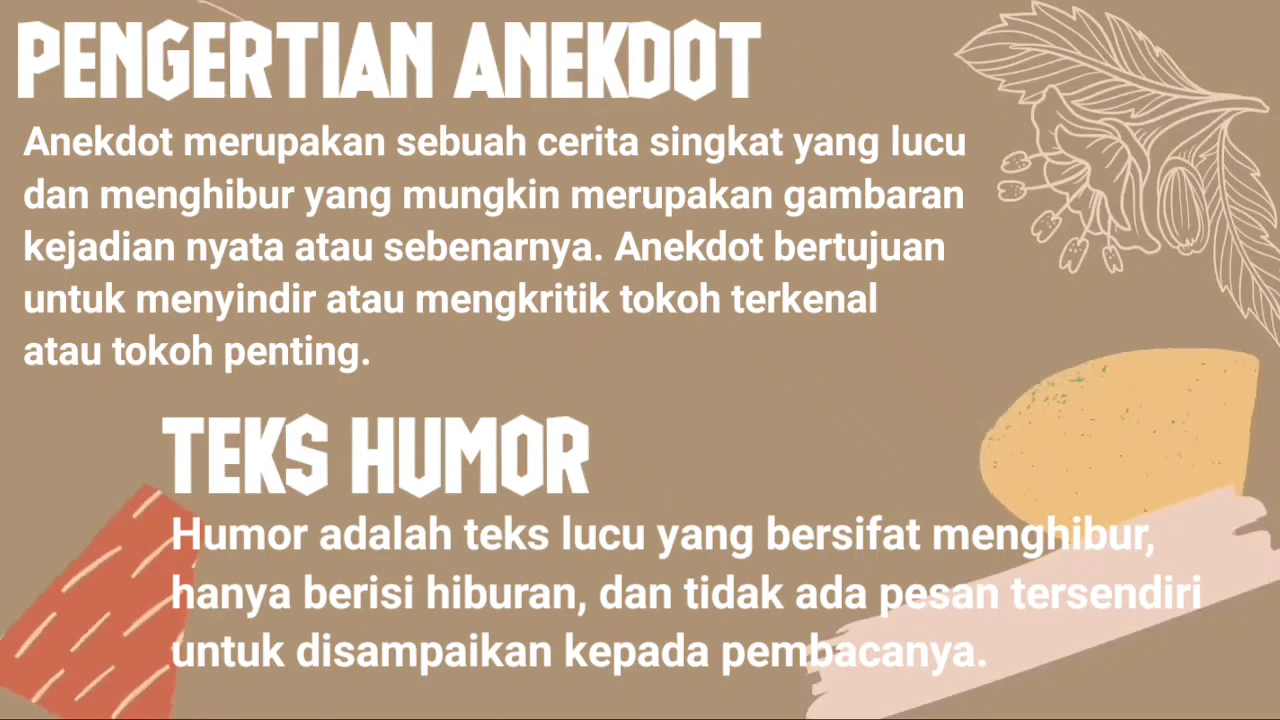 PENGERTIAN ANEKDOT
Anekdot merupakan sebuah cerita singkat yang lucu
dan menghibur yang mungkin merupakan gambaran
kejadian nyata atau sebenarnya. Anekdot bertujuan
untuk menyindir atau mengkritik tokoh terkenal
atau tokoh penting.
TEKS HUMOR
Humor adalah teks lucu yang bersifat menghibur,
hanya berisi hiburan, dan tidak ada pesan tersendiri
untuk disampaikan kepada pembacanya.